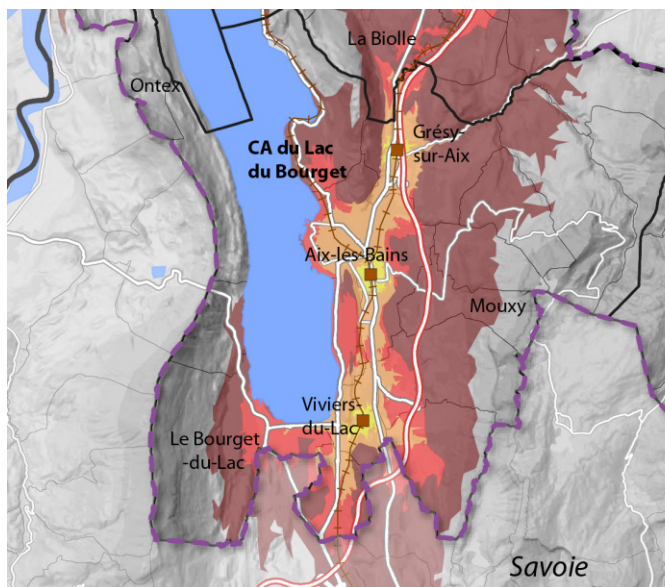 La Biolle
Ontex
Grésy-
sur-Aix
CA du Lac
du Bourget
Aix-les-Bains
Mouxy
Viviers-
du-Lac
Le Bourget
-du-Lac
Savoie